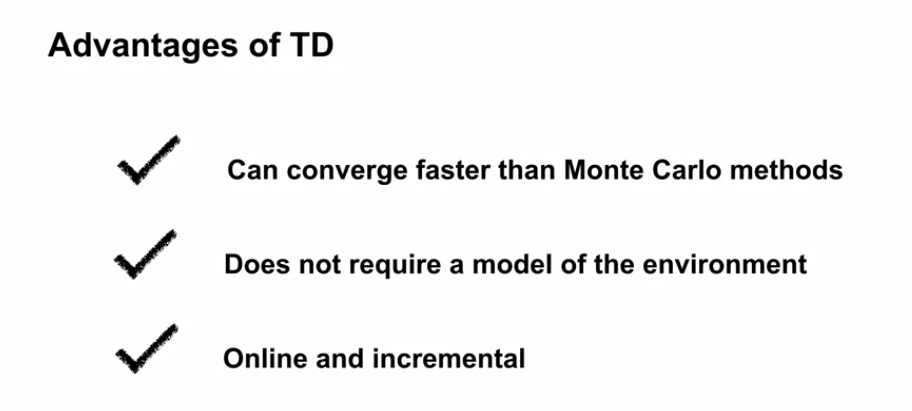 Advantages of TD
Can converge faster than Monte Carlo methods
Does not require a model of the environment
Online and incremental